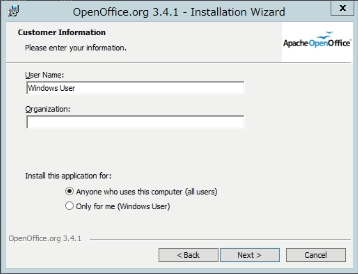 OpenOffice.org 3.4.1 - Installation Wizard
X
Customer Information
Please enter your information.
Apache OpenOffice
User Name:
Windows User
Organization:
Install this application for:
Anyone who uses this computer (all users)
Only for me (Windows User)
OpenOffice.org 3.4.1
< Back
Next >
Cancel